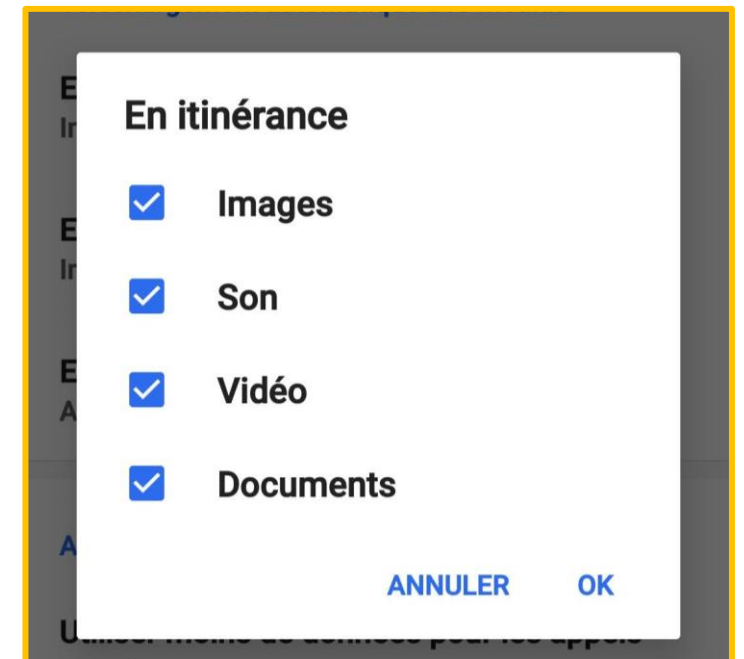 En itinérance
Images
Son
Vidéo
Documents
ANNULER
OK